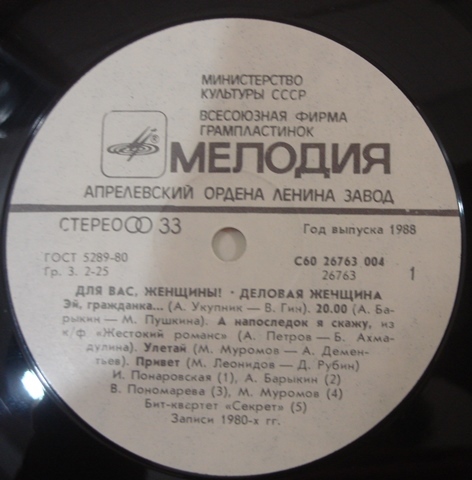 МИНИСТЕРСТВО
КУЛЬТУРЫ СССР
ВСЕСОЮЗНАЯ ФИРМА
ГРАМПЛАСТИНОК
®
МЕЛОДИЯ
АПРЕЛЕВСКИЙ ОРДЕНА ЛЕНИНА ЗАВОД
СТЕРЕО 33
Год выпуска 1988
ГОСТ 5289-80
С60 26763 004
Гр. 3. 2-25
26763
1
ДЛЯ ВАС, ЖЕНЩИНЫ! · ДЕЛОВАЯ ЖЕНЩИНА
Эй, гражданка... (А. Укупник — В. Гин). 20.00 (А. Ба-
рыкин — М. Пушкина). А напоследок я скажу, из
к/ф «Жестокий романс» (А. Петров — Б. Ахма-
дулина). Улетай (М. Муромов — А. Демен-
тьев). Привет (М. Леонидов — Д. Рубин)
И. Понаровская (1), А. Барыкин (2)
В. Пономарева (3), М. Муромов (4)
Бит-квартет «Секрет» (5)
Записи 1980-х гг.